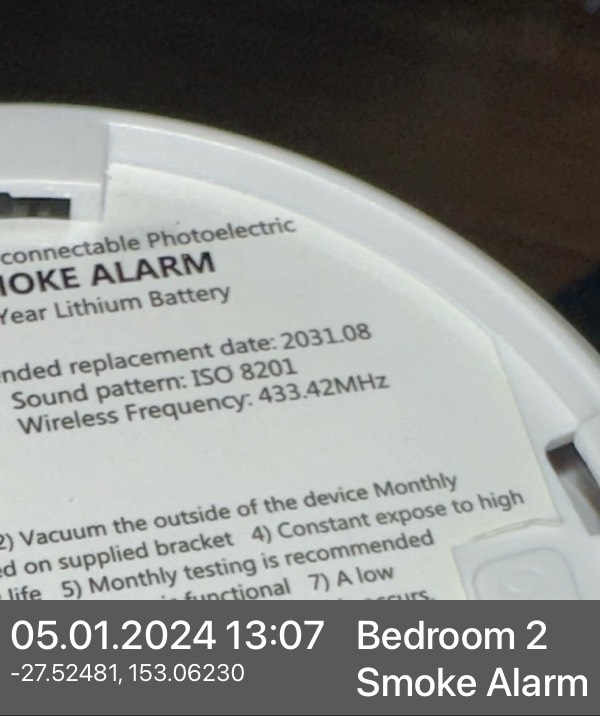 connectable Photoelectric
SMOKE ALARM
Year Lithium Battery
nded replacement date: 2031.08
Sound pattern: ISO 8201
Wireless Frequency: 433.42MHz
2) Vacuum the outside of the device Monthly
ed on supplied bracket 4) Constant expose to high
life 5) Monthly testing is recommended
functional 7) A low
occurs.
05.01.2024 13:07
-27.52481, 153.06230
Bedroom 2
Smoke Alarm